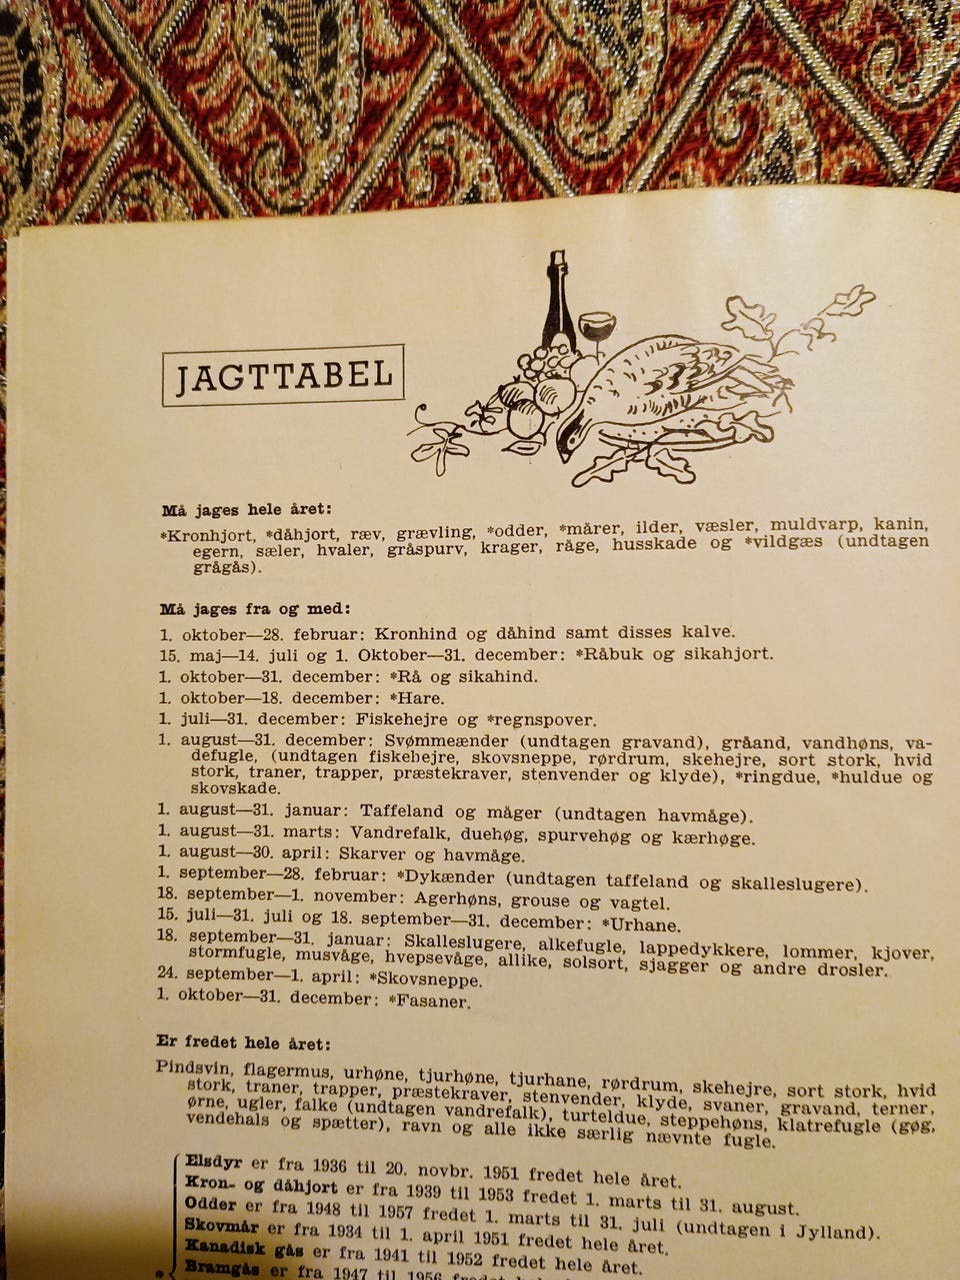 JAGTTABEL
Må jages hele året:
*Kronhjort, *dåhjort, ræv, grævling, *odder, *mårer, ilder, væsler, muldvarp, kanin,
egern, sæler, hvaler, gråspurv, krager, råge, husskade og *vildgæs (undtagen
grågås).
Må jages fra og med:
1. oktober—28. februar: Kronhind og dåhind samt disses kalve.
15. maj—14. juli og 1. Oktober—31. december: *Råbuk og sikahjort.
1. oktober—31. december: *Rå og sikahind.
1. oktober—18. december: *Hare.
1. juli—31. december: Fiskehejre og *regnspover.
1. august—31. december: Svømmeænder (undtagen gravand), gråand, vandhøns, va-
defugle, (undtagen fiskehejre, skovsneppe, rørdrum, skehejre, sort stork, hvid
stork, traner, trapper, præstekraver, stenvender og klyde), *ringdue, *huldue og
skovskade.
1. august—31. januar: Taffeland og måger (undtagen havmåge).
1. august—31. marts: Vandrefalk, duehøg, spurvehøg og kærhøge.
1. august—30. april: Skarver og havmåge.
1. september—28. februar: *Dykænder (undtagen taffeland og skalleslugere).
18. september—1. november: Agerhøns, grouse og vagtel.
15. juli—31. juli og 18. september—31. december: *Urhane.
18. september—31. januar: Skalleslugere, alkefugle, lappedykkere, lommer, kjover,
stormfugle, musvåge, hvepsevåge, allike, solsort, sjagger og andre drosler.
24. september—1. april: *Skovsneppe.
1. oktober—31. december: *Fasaner.
Er fredet hele året:
Pindsvin, flagermus, urhøne, tjurhøne, tjurhane, rørdrum, skehejre, sort stork, hvid
stork, traner, trapper, præstekraver, stenvender, klyde, svaner, gravand, terner,
ørne, ugler, falke (undtagen vandrefalk), turteldue, steppehøns, klatrefugle (gøg,
vendehals og spætter), ravn og alle ikke særlig nævnte fugle.
Elsdyr er fra 1936 til 20. novbr. 1951 fredet hele året.
Kron- og dåhjort er fra 1939 til 1953 fredet 1. marts til 31. august.
Odder er fra 1948 til 1957 fredet 1. marts til 31. juli (undtagen i Jylland).
Skovmår er fra 1934 til 1. april 1951 fredet hele året.
Kanadisk gås er fra 1941 til 1952 fredet hele året.
* Bramgås er fra 1947 til 1956 fredet hele året.